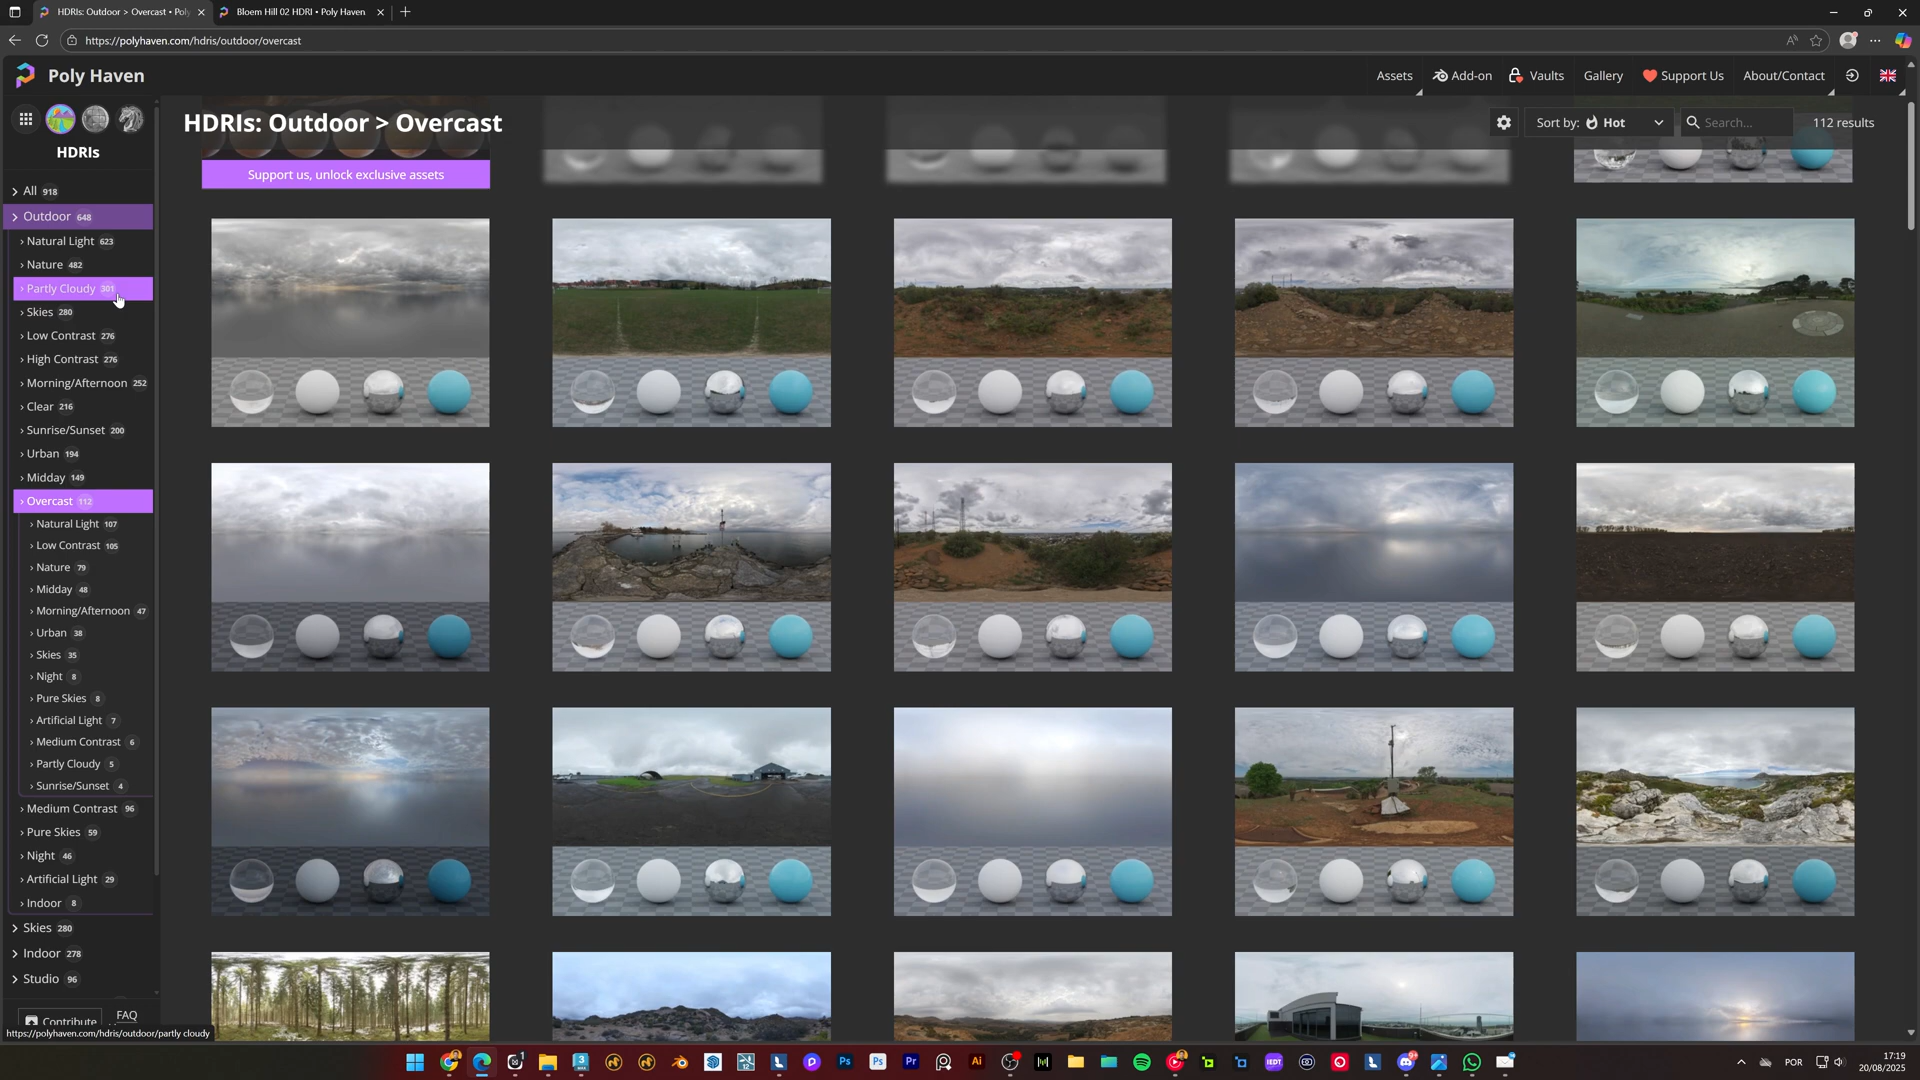 HDRIs: Outdoor > Overcast • Poly
Bloem Hill 02 HDRI • Poly Haven
https://polyhaven.com/hdris/outdoor/overcast
Poly Haven
Assets
Add-on
Vaults
Gallery
Support Us
About/Contact
HDRIs
HDRIs: Outdoor > Overcast
Sort by: Hot
Search...
112 results
Support us, unlock exclusive assets
All 918
Outdoor 648
Natural Light 623
Nature 482
Partly Cloudy 301
Skies 280
Low Contrast 276
High Contrast 276
Morning/Afternoon 252
Clear 216
Sunrise/Sunset 200
Urban 194
Midday 149
Overcast 112
Natural Light 107
Low Contrast 105
Nature 79
Midday 48
Morning/Afternoon 47
Urban 38
Skies 35
Night 8
Pure Skies 8
Artificial Light 7
Medium Contrast 6
Partly Cloudy 5
Sunrise/Sunset 4
Medium Contrast 96
Pure Skies 59
Night 46
Artificial Light 29
Indoor 8
Skies 280
Indoor 278
Studio 96
Contribute
FAQ
https://polyhaven.com/hdris/outdoor/partly cloudy
POR
17:19
20/08/2025